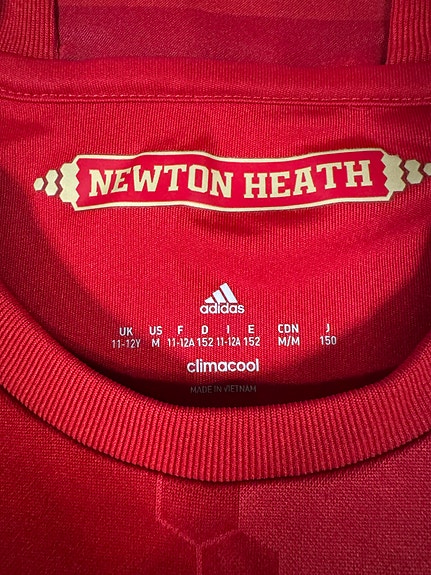 NEWTON HEATH
adidas
UK US F D I E CDN J
11-12Y M 11-12A 152 11-12A 152 M/M 150
climacool
MADE IN VIETNAM